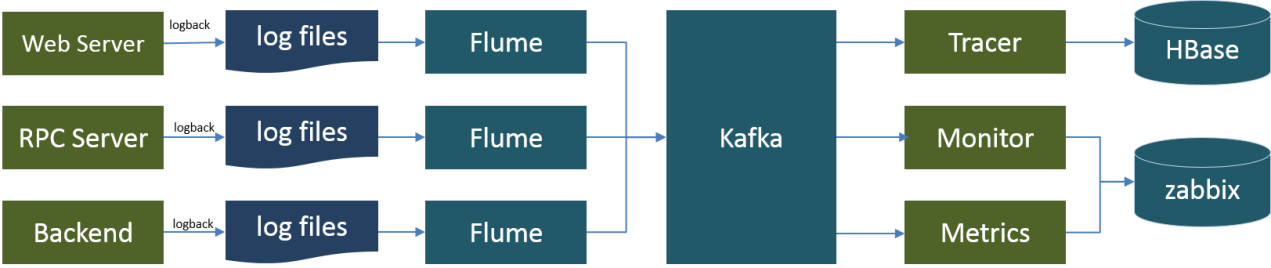 Web Server
logback
log files
Flume
Tracer
HBase
RPC Server
logback
log files
Flume
Kafka
Monitor
zabbix
Backend
logback
log files
Flume
Metrics